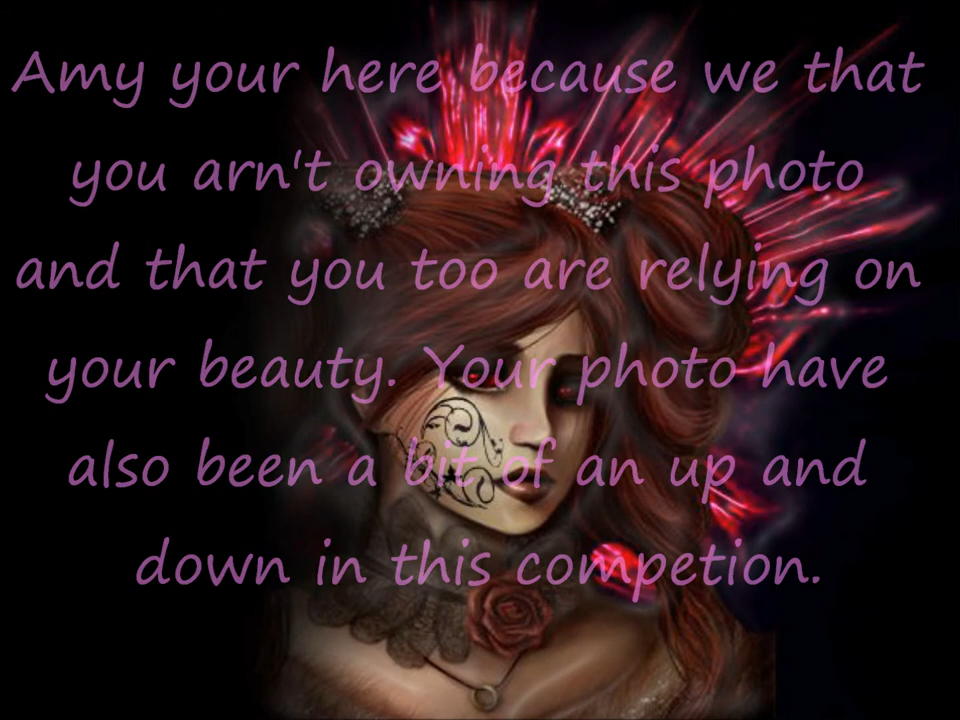 Amy your here because we that
you arn't owning this photo
and that you too are relying on
your beauty. Your photo have
also been a bit of an up and
down in this competion.